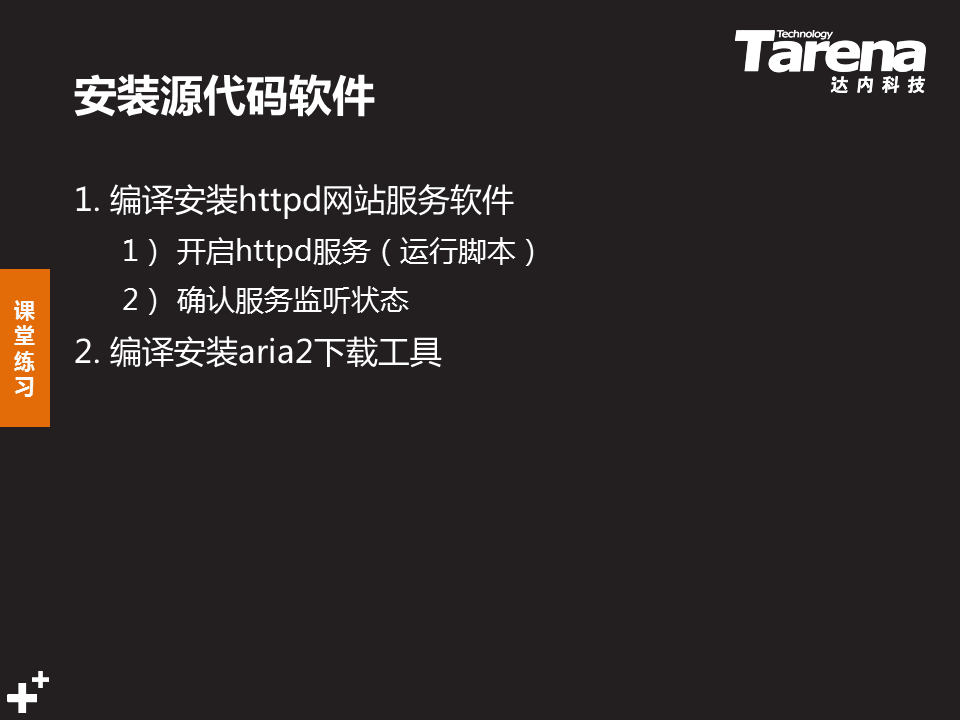 Technology
Tarena
达内科技
安装源代码软件
1. 编译安装httpd网站服务软件
1） 开启httpd服务（运行脚本）
2） 确认服务监听状态
2. 编译安装aria2下载工具
课堂练习